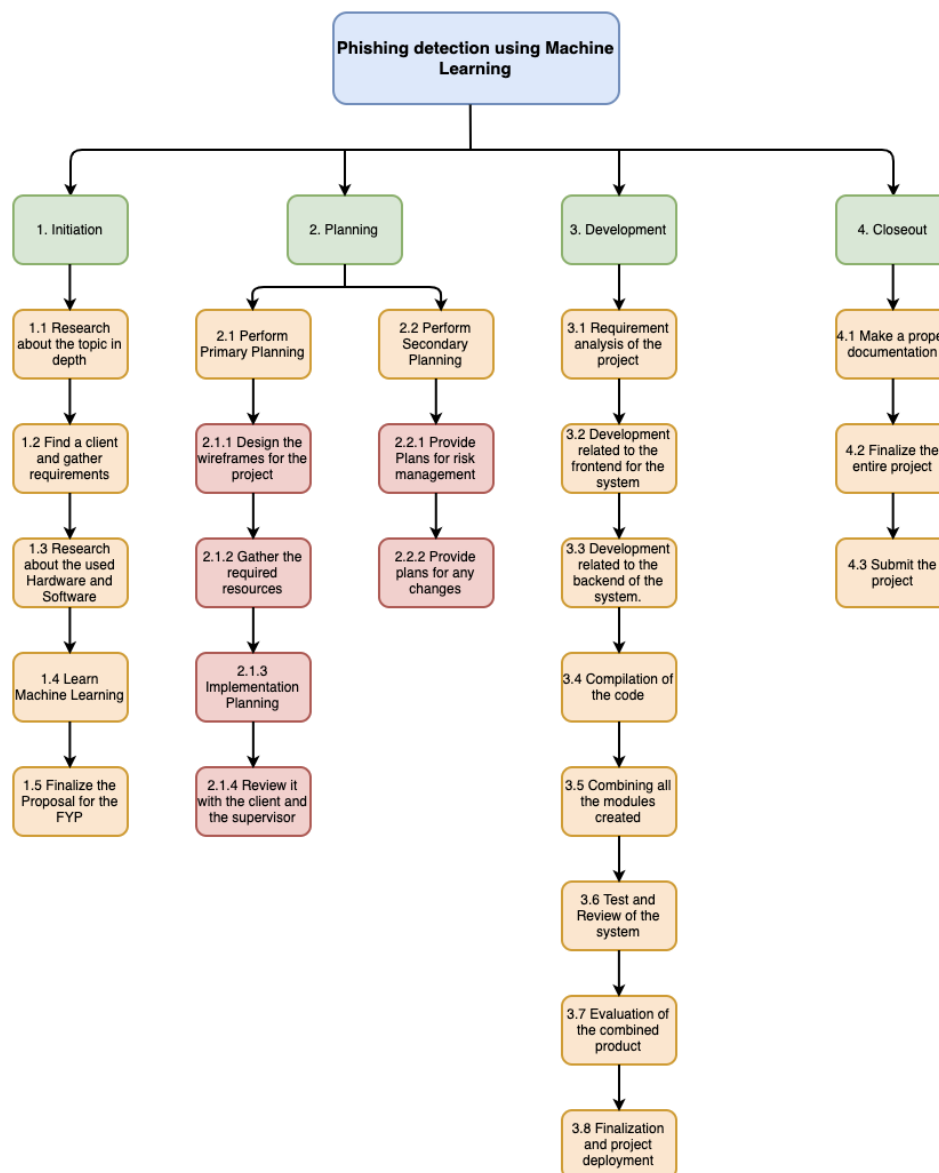 Phishing detection using Machine
Learning
1. Initiation
2. Planning
3. Development
4. Closeout
1.1 Research
about the topic in
depth
2.1 Perform
Primary Planning
2.2 Perform
Secondary
Planning
3.1 Requirement
analysis of the
project
4.1 Make a prope
documentation
1.2 Find a client
and gather
requirements
2.1.1 Design the
wireframes for the
project
2.2.1 Provide
Plans for risk
management
3.2 Development
related to the
frontend for the
system
4.2 Finalize the
entire project
1.3 Research
about the used
Hardware and
Software
2.1.2 Gather the
required
resources
2.2.2 Provide
plans for any
changes
3.3 Development
related to the
backend of the
system.
4.3 Submit the
project
1.4 Learn
Machine Learning
2.1.3
Implementation
Planning
3.4 Compilation of
the code
1.5 Finalize the
Proposal for the
FYP
2.1.4 Review it
with the client and
the supervisor
3.5 Combining all
the modules
created
3.6 Test and
Review of the
system
3.7 Evaluation of
the combined
product
3.8 Finalization
and project
deployment